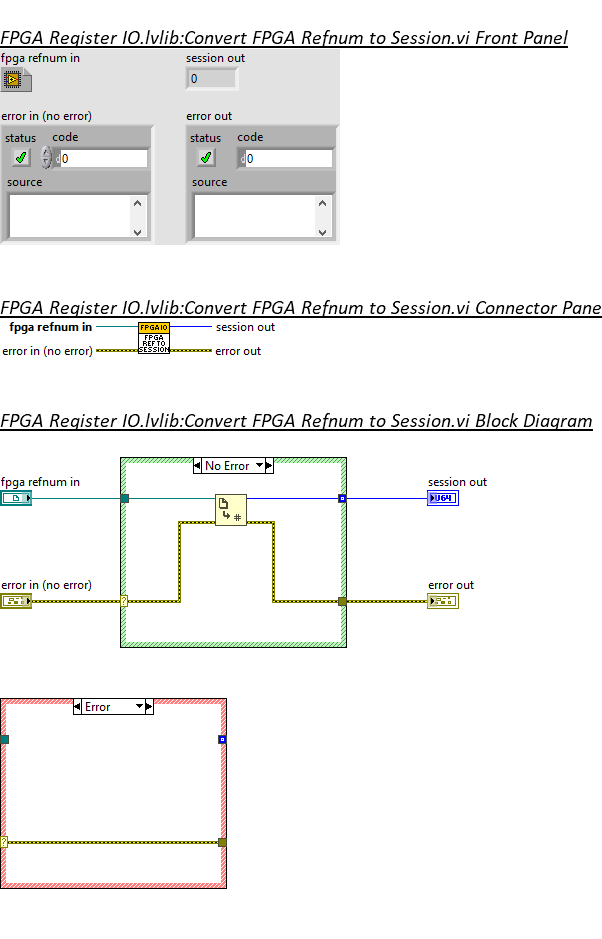 FPGA Register IO.lvlib:Convert FPGA Refnum to Session.vi Front Panel
fpga refnum in
session out
0
error in (no error)
error out
status code
status code
0
0
source
source
FPGA Register IO.lvlib:Convert FPGA Refnum to Session.vi Connector Pane
fpga refnum in
FPGAIO
session out
FPGA
REF TO
SESSION
error in (no error)
error out
FPGA Register IO.lvlib:Convert FPGA Refnum to Session.vi Block Diagram
No Error
fpga refnum in
session out
#
U64
error in (no error)
error out
?
Error
?